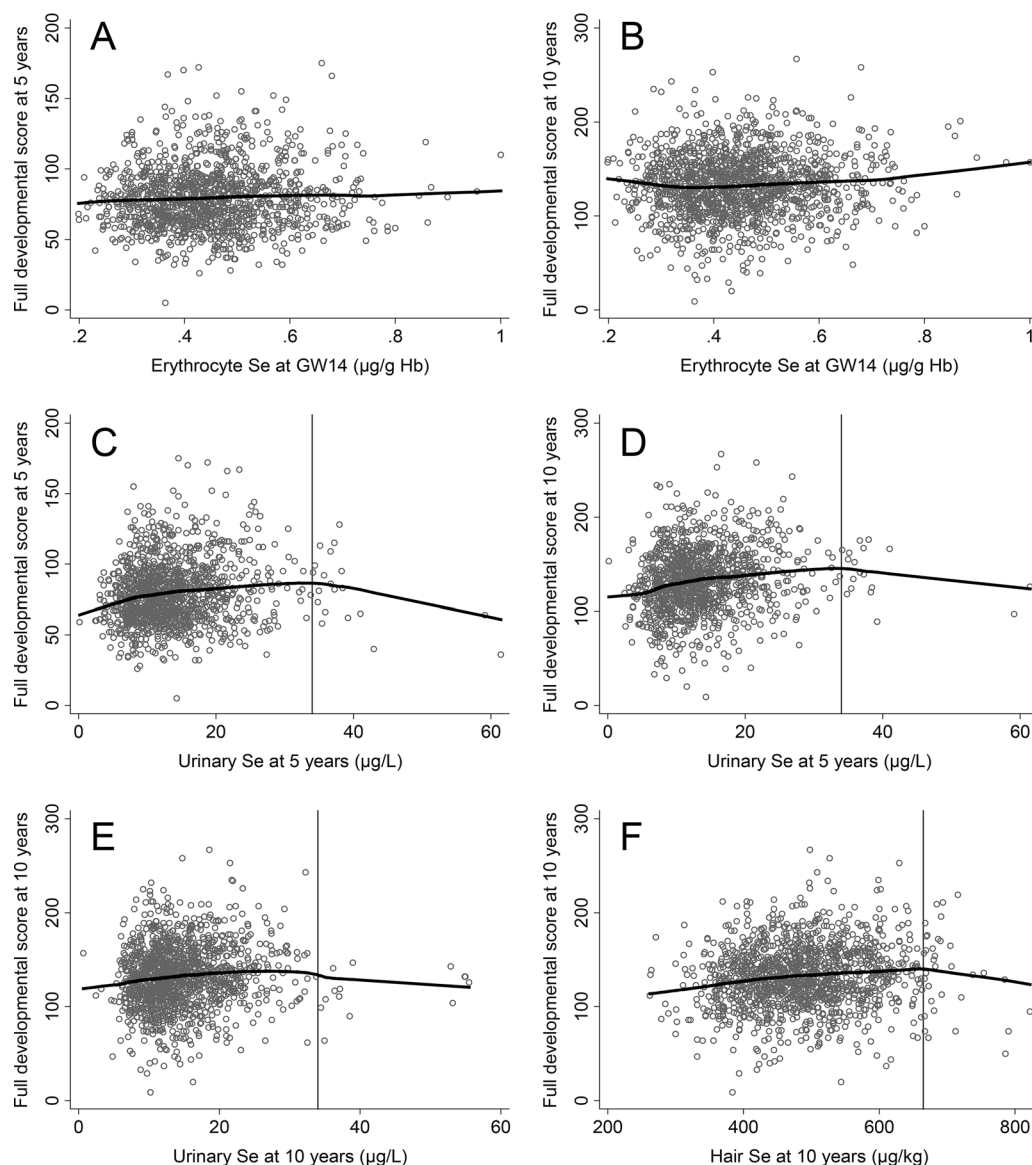 A
Full developmental score at 5 years
0 50 100 150 200
.2 .4 .6 .8 1
Erythrocyte Se at GW14 (µg/g Hb)
B
Full developmental score at 10 years
0 100 200 300
.2 .4 .6 .8 1
Erythrocyte Se at GW14 (µg/g Hb)
C
Full developmental score at 5 years
0 50 100 150 200
0 20 40 60
Urinary Se at 5 years (µg/L)
D
Full developmental score at 10 years
0 100 200 300
0 20 40 60
Urinary Se at 5 years (µg/L)
E
Full developmental score at 10 years
0 100 200 300
0 20 40 60
Urinary Se at 10 years (µg/L)
F
Full developmental score at 10 years
0 100 200 300
200 400 600 800
Hair Se at 10 years (µg/kg)